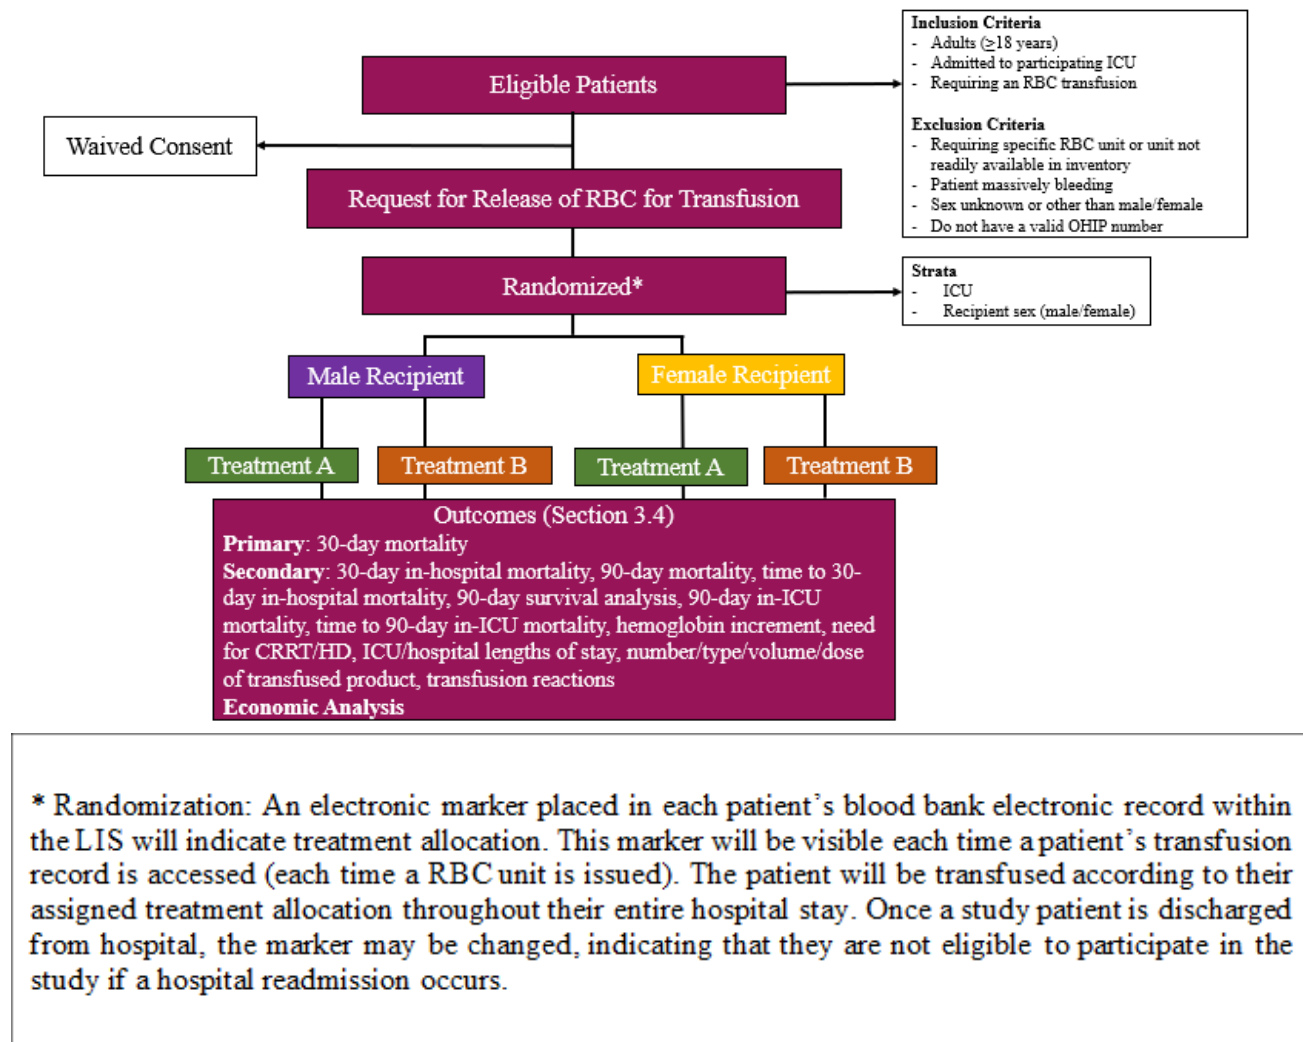 Eligible Patients
Inclusion Criteria
- Adults (≥18 years)
- Admitted to participating ICU
- Requiring an RBC transfusion
Exclusion Criteria
- Requiring specific RBC unit or unit not
readily available in inventory
- Patient massively bleeding
- Sex unknown or other than male/female
- Do not have a valid OHIP number
Waived Consent
Request for Release of RBC for Transfusion
Randomized*
Strata
- ICU
- Recipient sex (male/female)
Male Recipient
Female Recipient
Treatment A
Treatment B
Treatment A
Treatment B
Outcomes (Section 3.4)
Primary: 30-day mortality
Secondary: 30-day in-hospital mortality, 90-day mortality, time to 30-
day in-hospital mortality, 90-day survival analysis, 90-day in-ICU
mortality, time to 90-day in-ICU mortality, hemoglobin increment, need
for CRRT/HD, ICU/hospital lengths of stay, number/type/volume/dose
of transfused product, transfusion reactions
Economic Analysis
* Randomization: An electronic marker placed in each patient’s blood bank electronic record within
the LIS will indicate treatment allocation. This marker will be visible each time a patient’s transfusion
record is accessed (each time a RBC unit is issued). The patient will be transfused according to their
assigned treatment allocation throughout their entire hospital stay. Once a study patient is discharged
from hospital, the marker may be changed, indicating that they are not eligible to participate in the
study if a hospital readmission occurs.